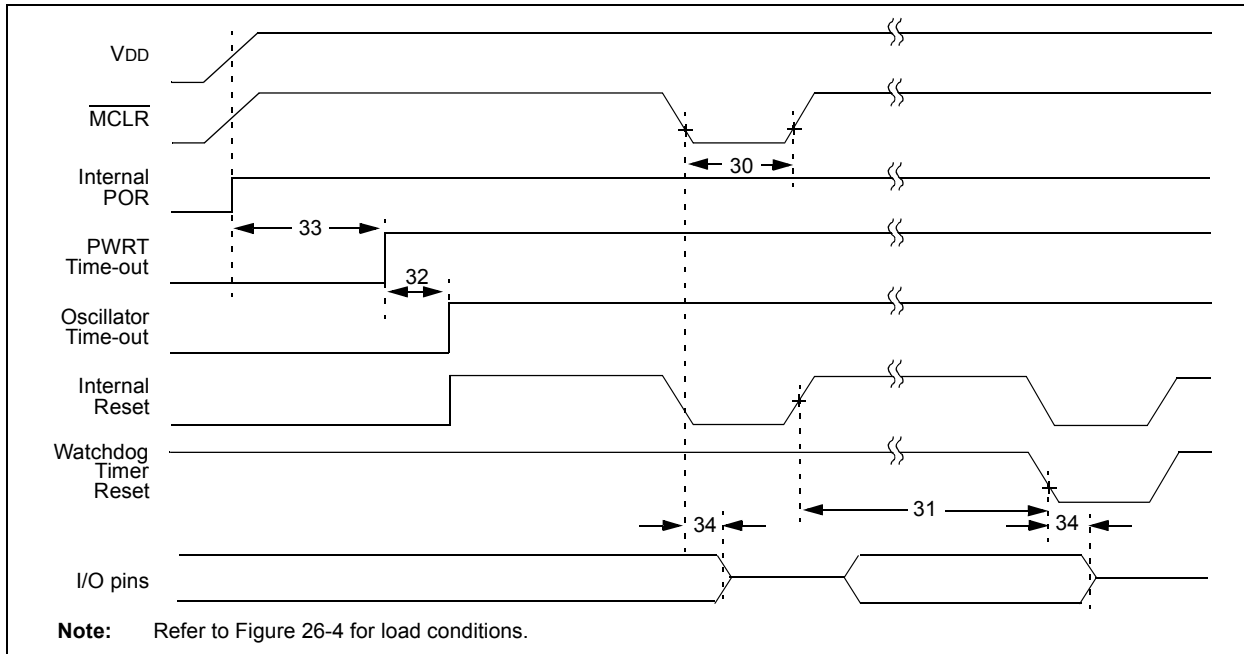 VDD
MCLR
30
Internal
POR
33
PWRT
Time-out
32
Oscillator
Time-out
Internal
Reset
Watchdog
Timer
Reset
31
34
34
I/O pins
Note: Refer to Figure 26-4 for load conditions.